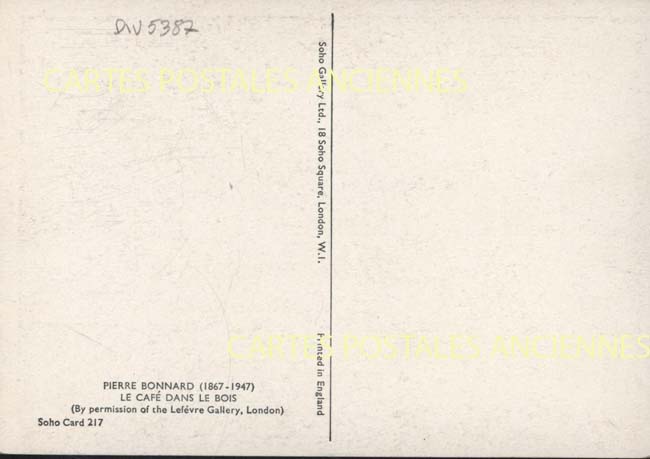 5387
CARTES POSTALES ANCIENNES
Soho Gallery Ltd., 18 Soho Square, London, W.1.
Printed in England
CARTES POSTALES ANCIENNES
PIERRE BONNARD (1867-1947)
LE CAFÉ DANS LE BOIS
(By permission of the Lefévre Gallery, London)
Soho Card 217